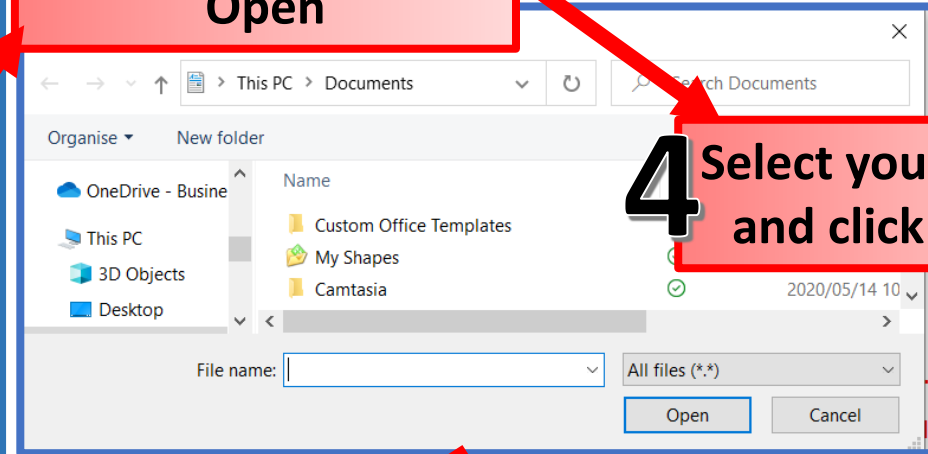 Open
This PC > Documents
Search Documents
Organise New folder
4 Select you
and click
Name
OneDrive - Busine
This PC
3D Objects
Desktop
Custom Office Templates
My Shapes
Camtasia
2020/05/14 10
File name:
All files (*.*)
Open Cancel